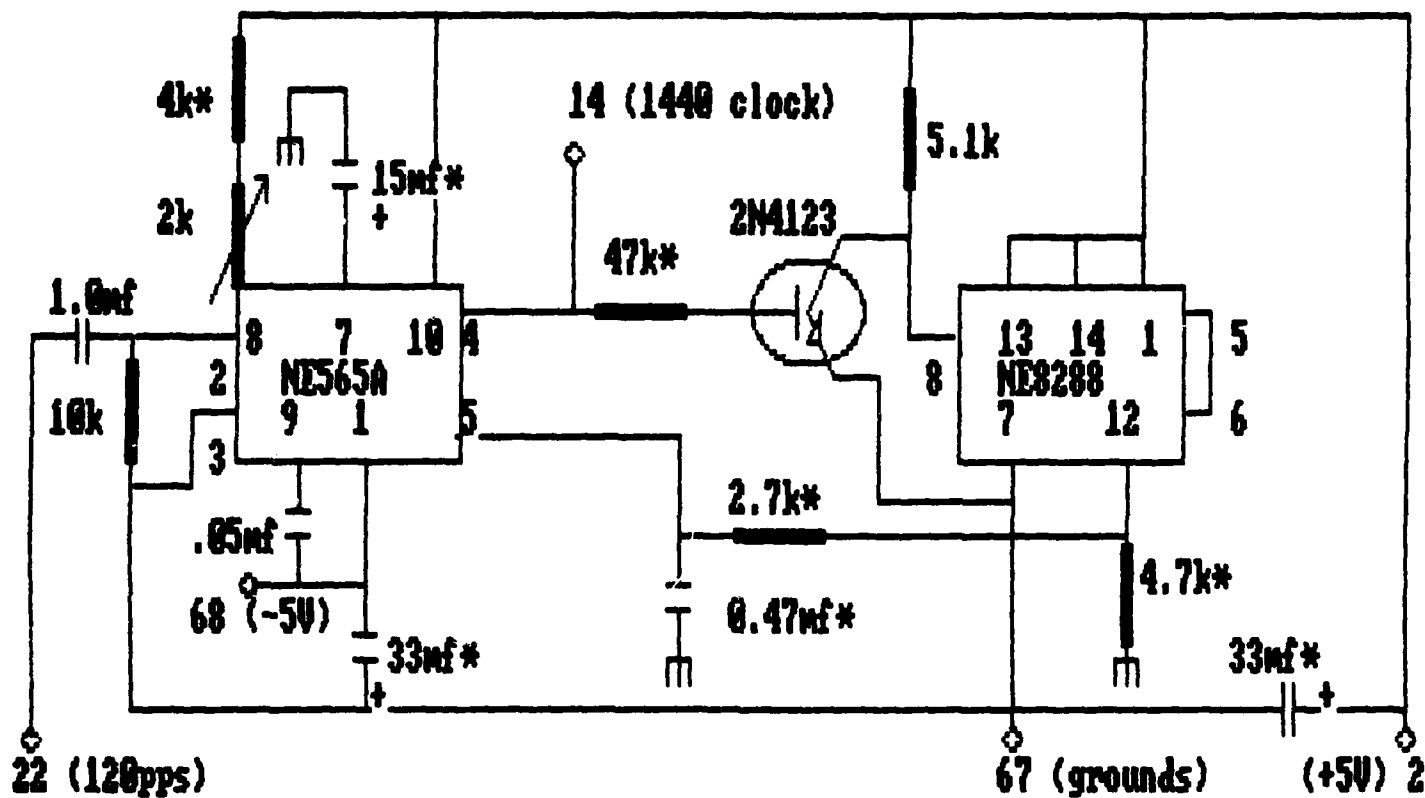 4k*
14 (1440 clock)
5.1k
15mf*
+
2k
2N4123
47k*
1.0mf
8 7 10 4
13 14 1 5
2 NE565A
8 NE8288
10k
9 1 5
7 12 6
3
2.7k*
.05mf
4.7k*
68 (-5V)
0.47mf*
33mf*
+
33mf*
+
22 (120pps)
67 (grounds)
(+5V) 2